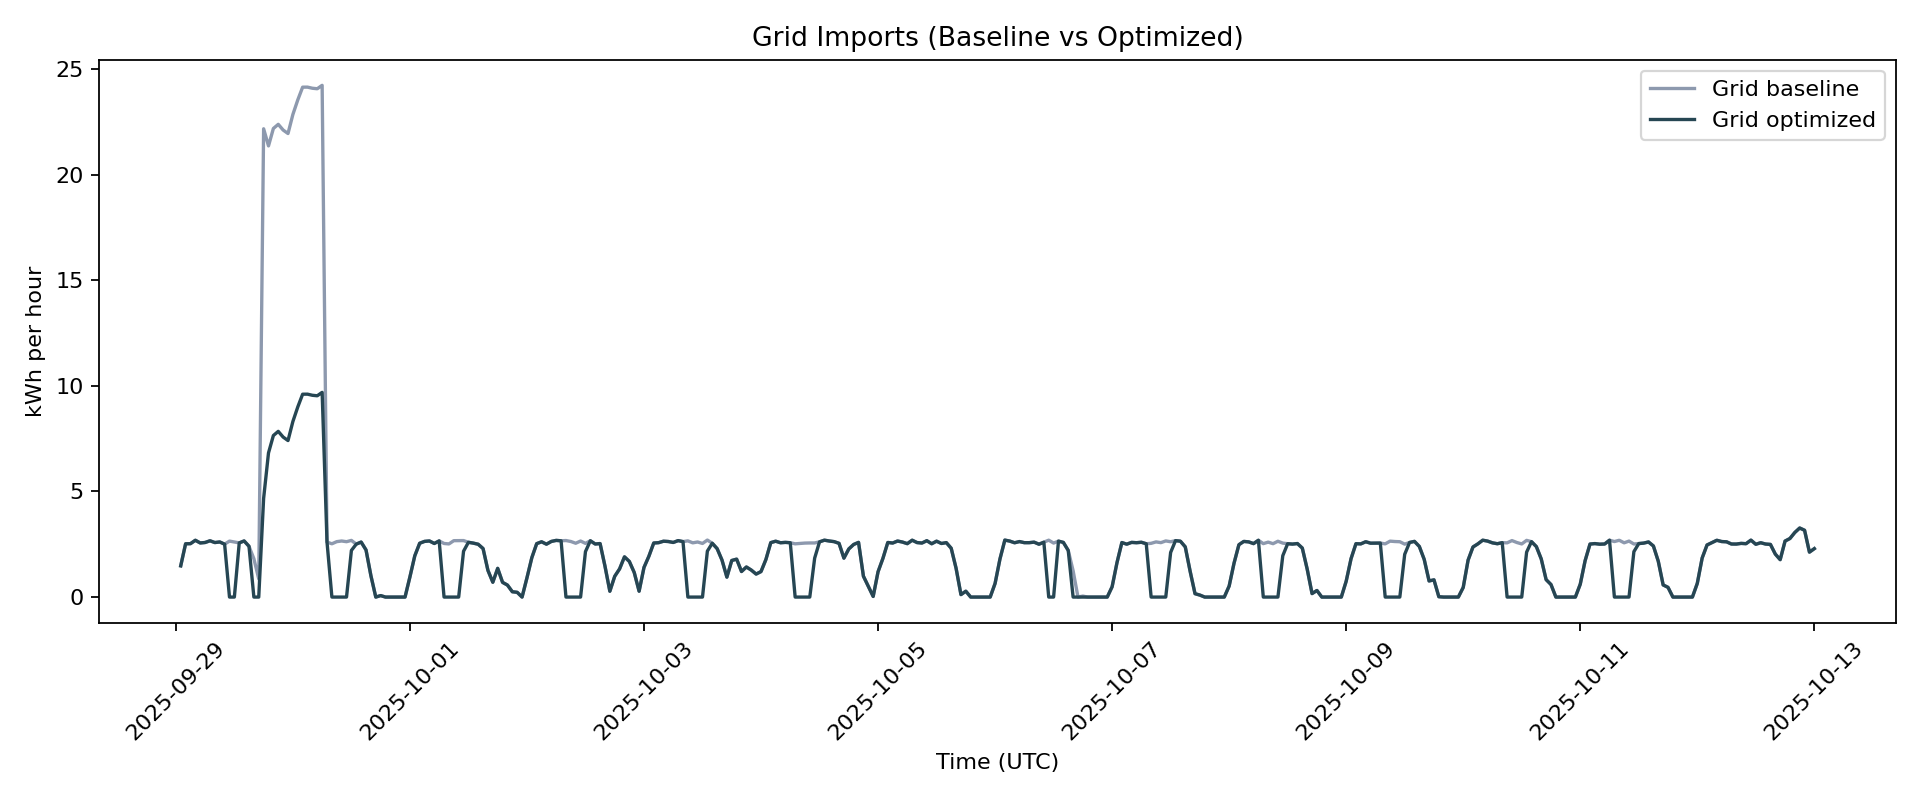 Grid Imports (Baseline vs Optimized)
Grid baseline
Grid optimized
kWh per hour
25
20
15
10
5
0
2025-09-29
2025-10-01
2025-10-03
2025-10-05
2025-10-07
2025-10-09
2025-10-11
2025-10-13
Time (UTC)